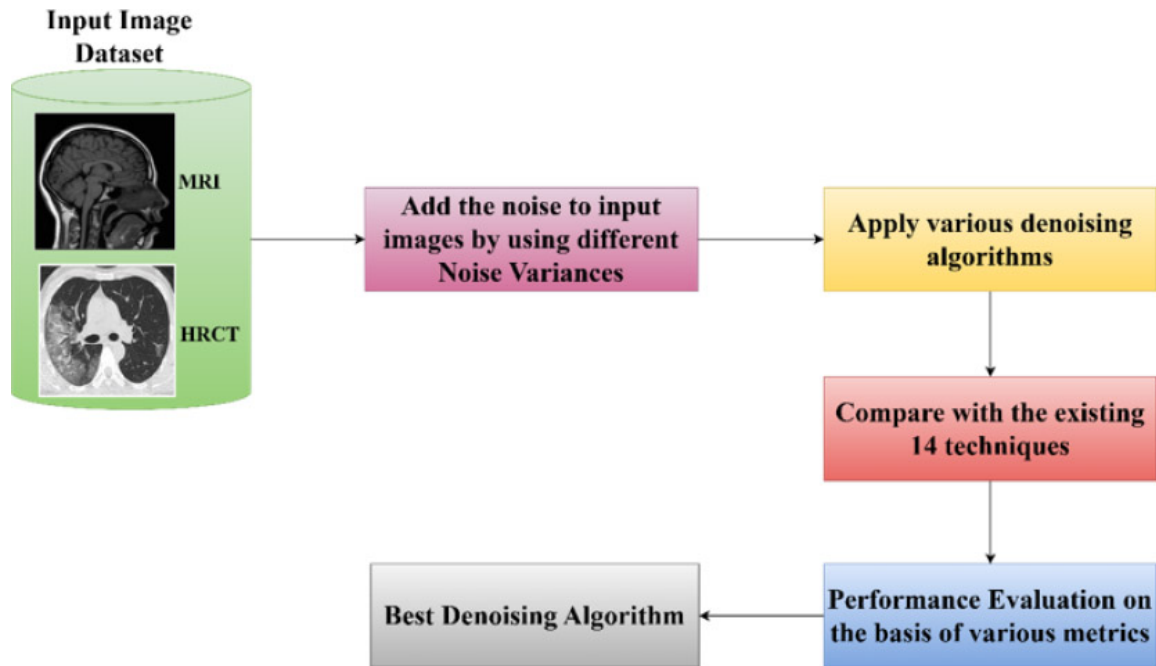 Input Image
Dataset
MRI
HRCT
Add the noise to input
images by using different
Noise Variances
Apply various denoising
algorithms
Compare with the existing
14 techniques
Performance Evaluation on
the basis of various metrics
Best Denoising Algorithm